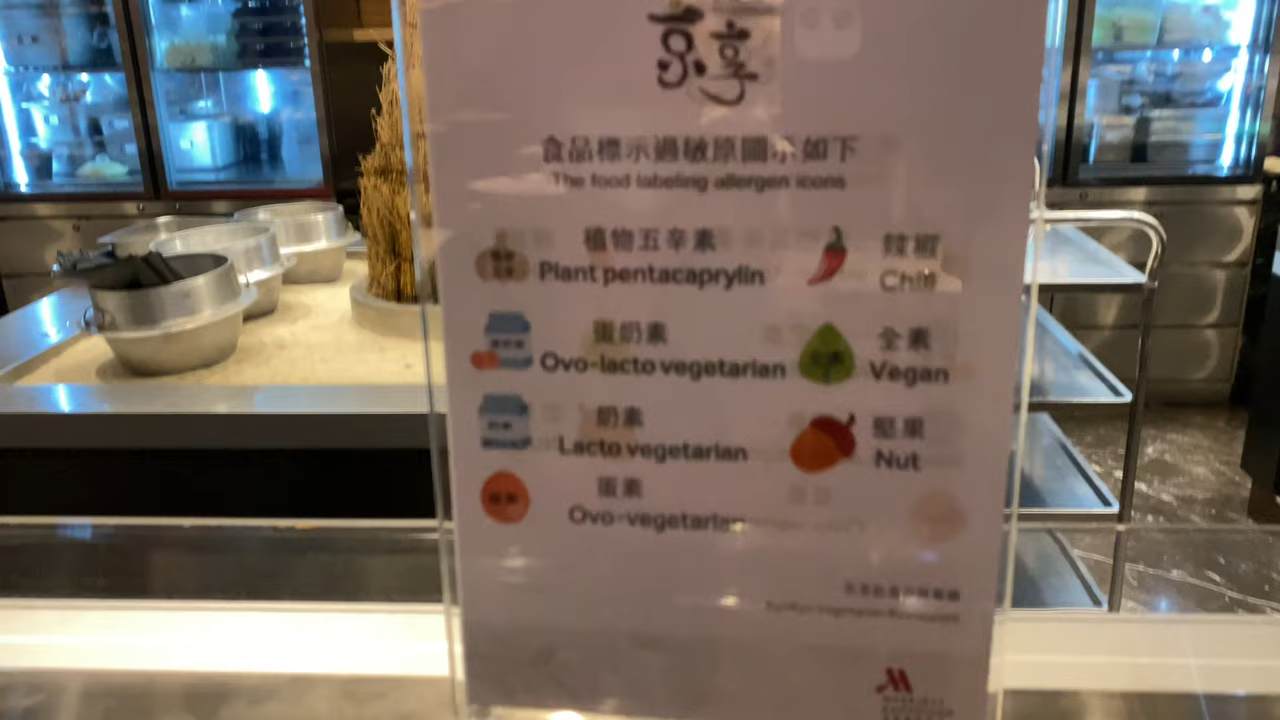 京享
食品標示過敏原圖示如下
The food labeling allergen icons
植物五辛素
Plant pentacaprylin
辣椒
Chili
蛋奶素
Ovo-lacto vegetarian
全素
Vegan
奶素
Lacto vegetarian
堅果
Nut
蛋素
Ovo-vegetarian